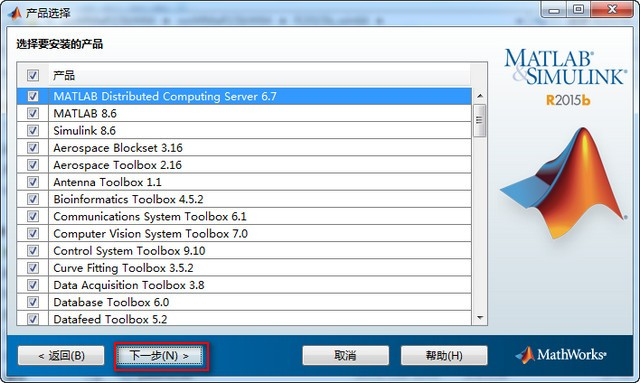 产品选择
选择要安装的产品
产品
MATLAB Distributed Computing Server 6.7
MATLAB 8.6
Simulink 8.6
Aerospace Blockset 3.16
Aerospace Toolbox 2.16
Antenna Toolbox 1.1
Bioinformatics Toolbox 4.5.2
Communications System Toolbox 6.1
Computer Vision System Toolbox 7.0
Control System Toolbox 9.10
Curve Fitting Toolbox 3.5.2
Data Acquisition Toolbox 3.8
Database Toolbox 6.0
Datafeed Toolbox 5.2
MATLAB®
&SIMULINK®
R2015b
< 返回(B)
下一步(N) >
取消
帮助(H)
MathWorks®